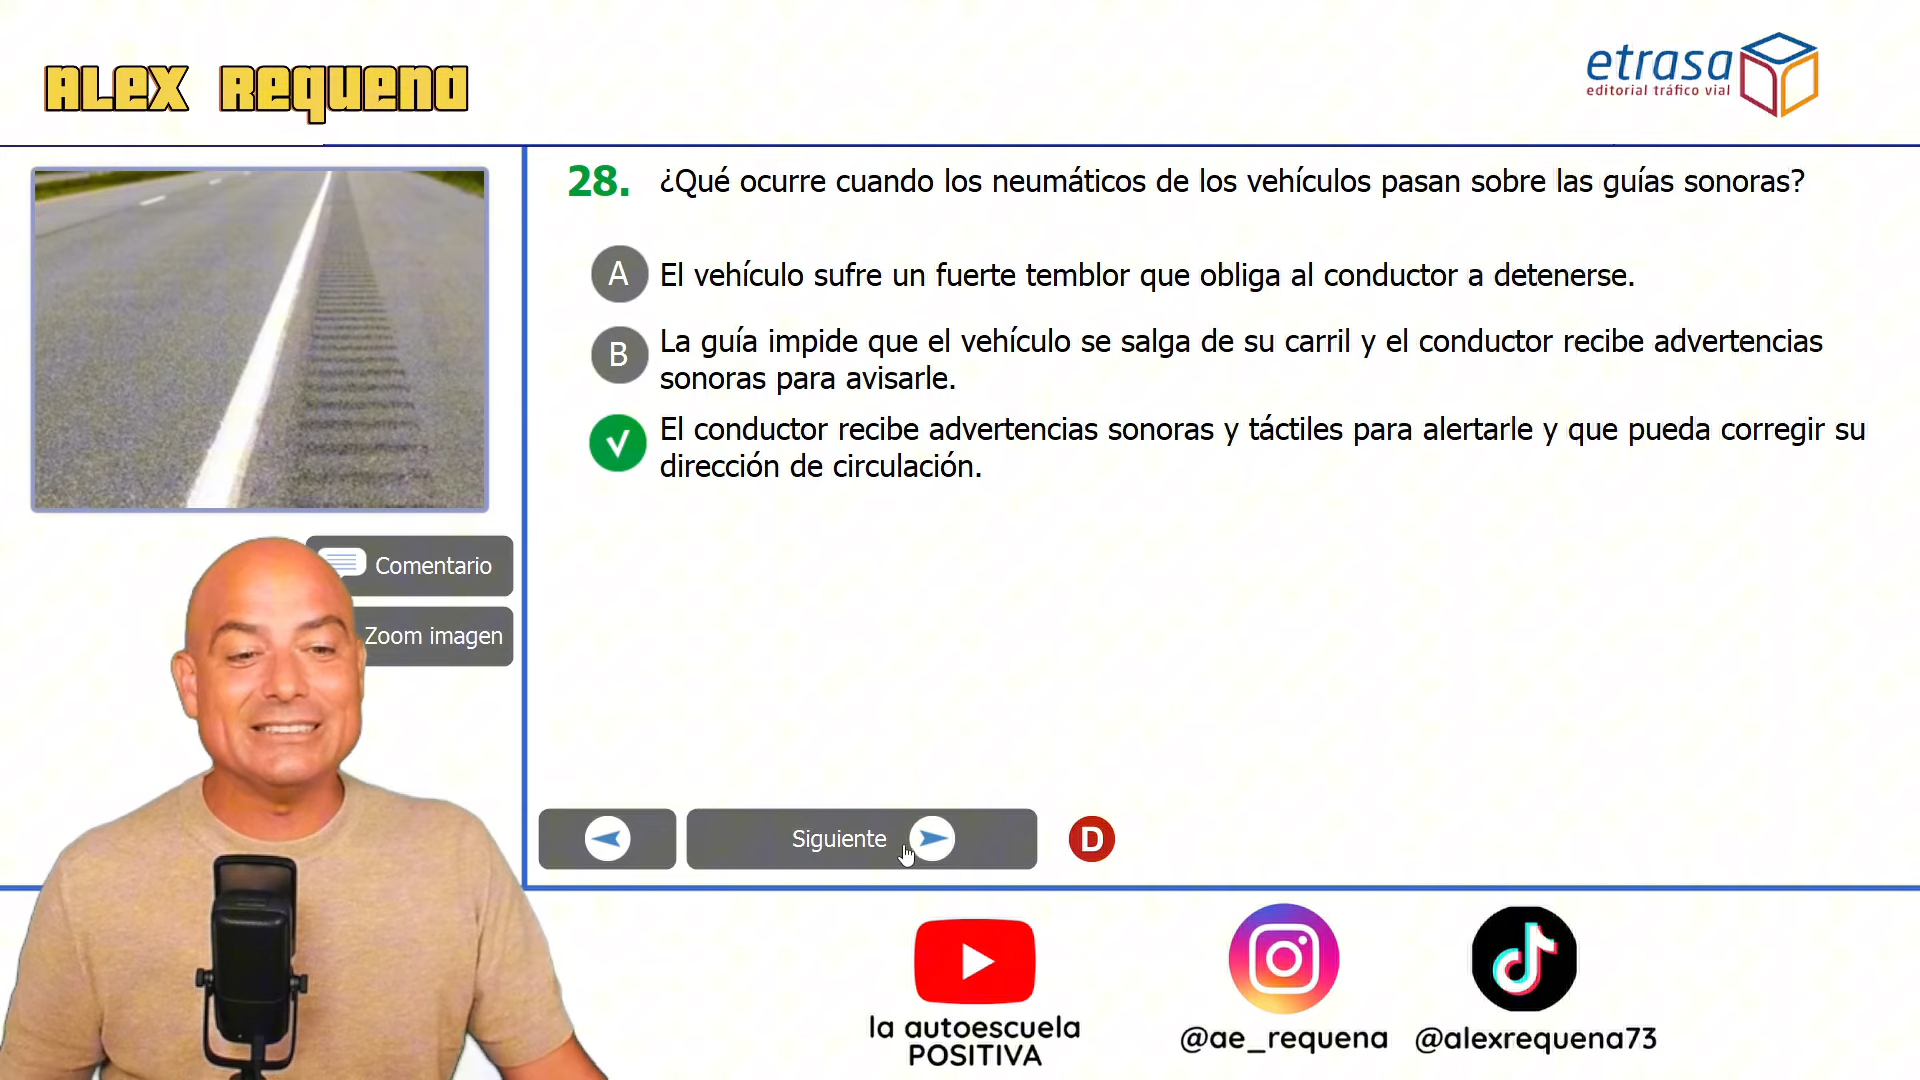 ALEX REQUENA
etrasa
editorial tráfico vial
28. ¿Qué ocurre cuando los neumáticos de los vehículos pasan sobre las guías sonoras?
A El vehículo sufre un fuerte temblor que obliga al conductor a detenerse.
B La guía impide que el vehículo se salga de su carril y el conductor recibe advertencias
sonoras para avisarle.
√ El conductor recibe advertencias sonoras y táctiles para alertarle y que pueda corregir su
dirección de circulación.
Comentario
Zoom imagen
Siguiente
D
la autoescuela
POSITIVA
@ae_requena
@alexrequena73